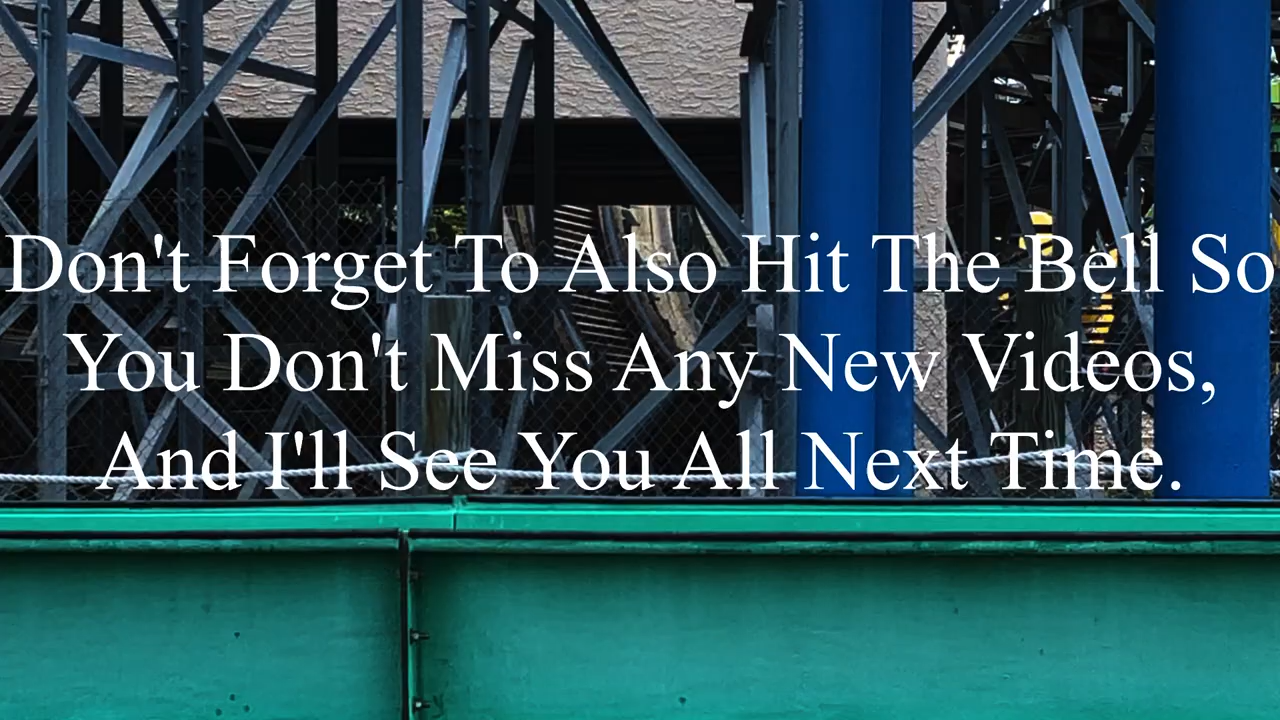 Don't Forget To Also Hit The Bell So
You Don't Miss Any New Videos,
And I'll See You All Next Time.